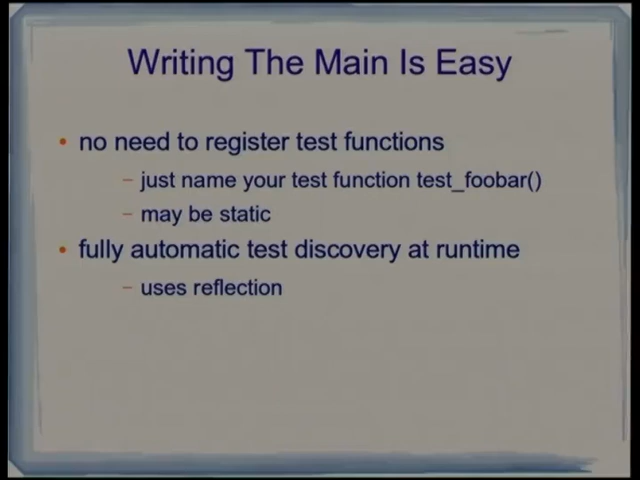 Writing The Main Is Easy
• no need to register test functions
– just name your test function test_foobar()
– may be static
• fully automatic test discovery at runtime
– uses reflection